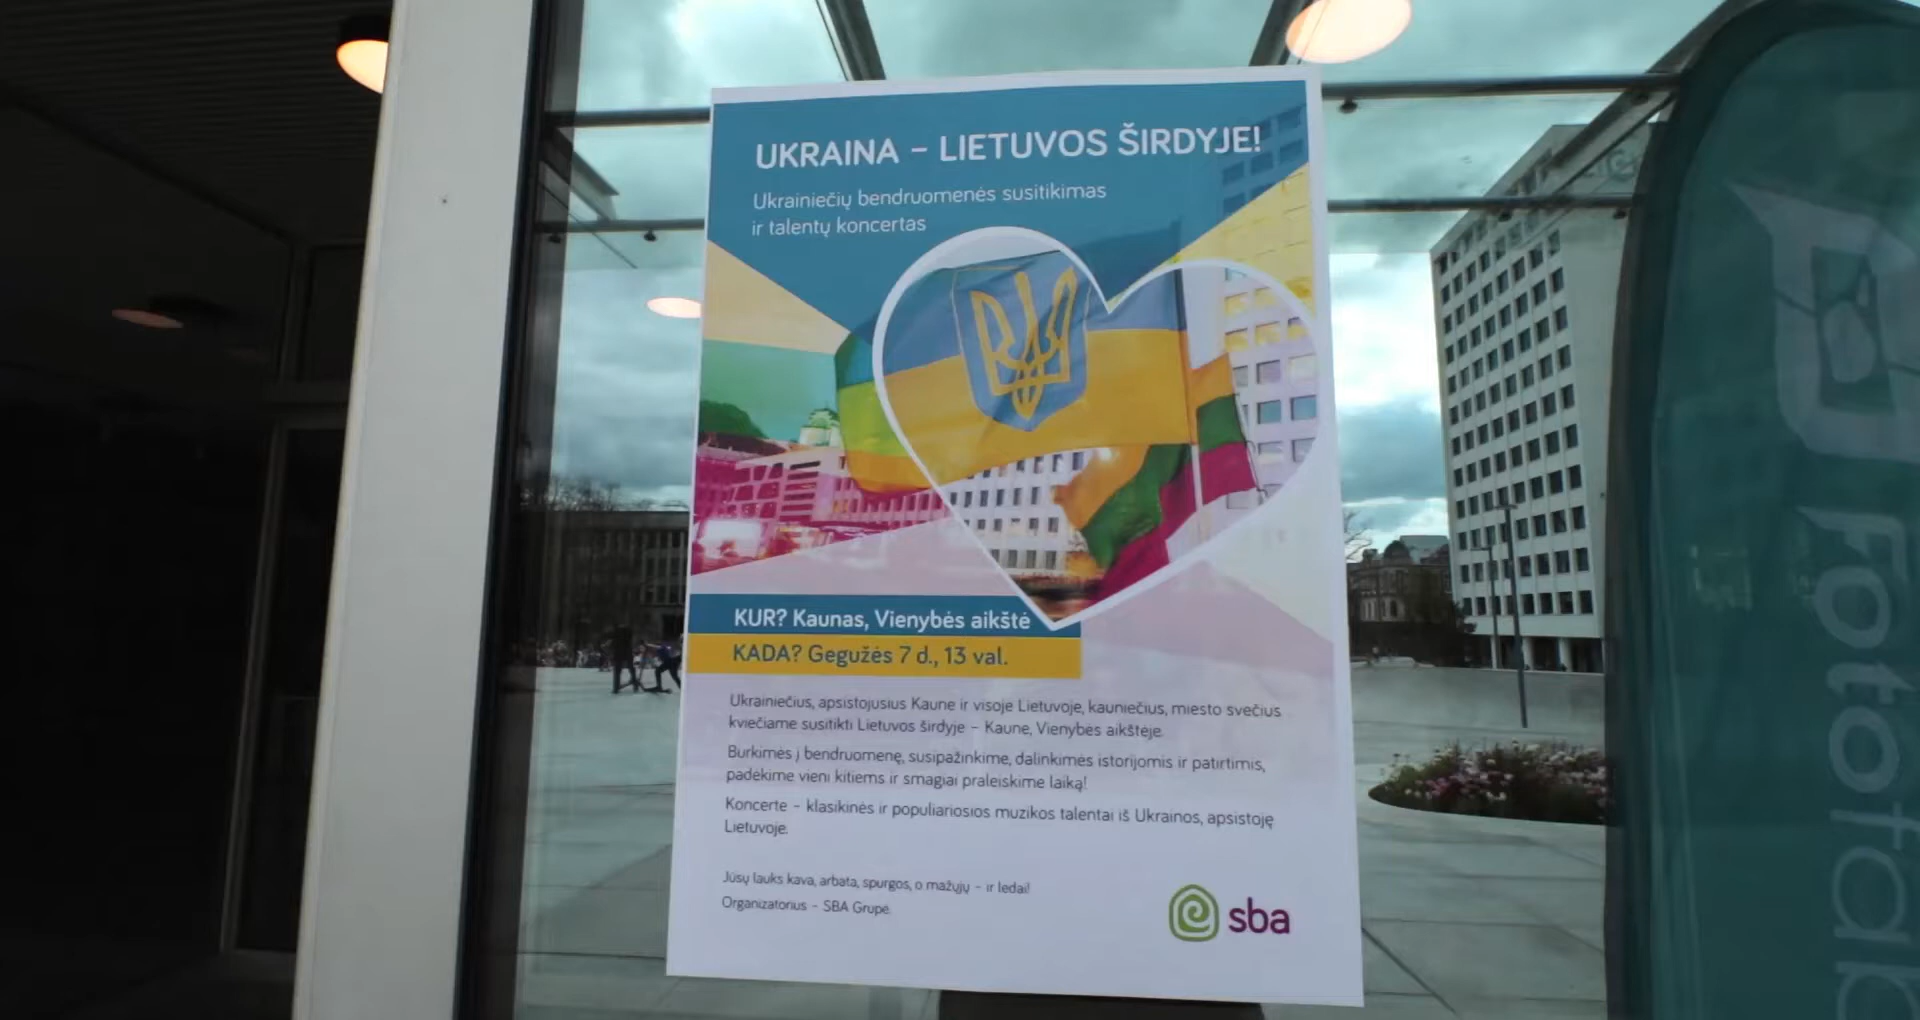 UKRAINA – LIETUVOS ŠIRDYJE!
Ukrainiečių bendruomenės susitikimas
ir talentų koncertas
KUR? Kaunas, Vienybės aikštė
KADA? Gegužės 7 d., 13 val.
Ukrainiečius, apsistojusius Kaune ir visoje Lietuvoje, kauniečius, miesto svečius
kviečiame susitikti Lietuvos širdyje – Kaune, Vienybės aikštėje.
Burkimės į bendruomenę, susipažinkime, dalinkimės istorijomis ir patirtimis,
padėkime vieni kitiems ir smagiai praleiskime laiką!
Koncerte – klasikinės ir populiariosios muzikos talentai iš Ukrainos, apsistoję
Lietuvoje.
Jūsų lauks kava, arbata, spurgos, o mažųjų – ir ledai!
Organizatorius – SBA Grupė.
sba
Fotofab